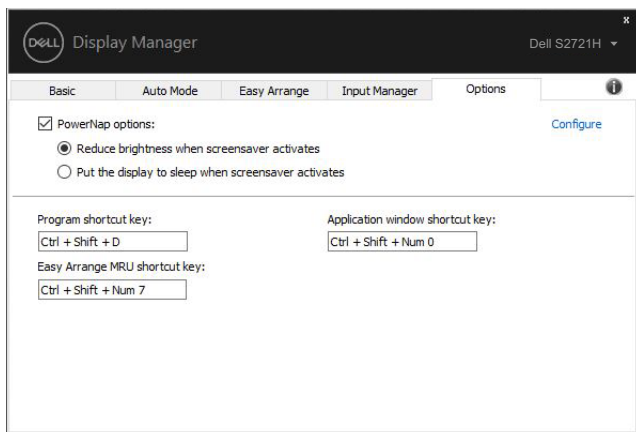 x
DELL Display Manager Dell S2721H
Basic Auto Mode Easy Arrange Input Manager Options
PowerNap options: Configure
Reduce brightness when screensaver activates
Put the display to sleep when screensaver activates
Program shortcut key: Application window shortcut key:
Ctrl + Shift + D Ctrl + Shift + Num 0
Easy Arrange MRU shortcut key:
Ctrl + Shift + Num 7